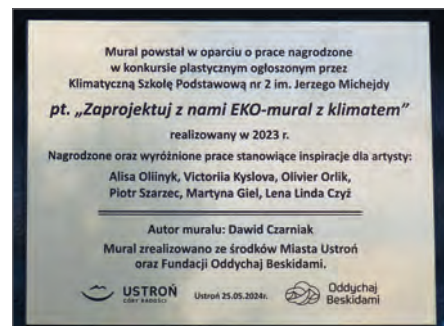 Mural powstał w oparciu o prace nagrodzone
w konkursie plastycznym ogłoszonym przez
Klimatyczną Szkołę Podstawową nr 2 im. Jerzego Michejdy
pt. „Zaprojektuj z nami EKO-mural z klimatem”
realizowany w 2023 r.
Nagrodzone oraz wyróżnione prace stanowiące inspiracje dla artysty:
Alisa Oliinyk, Victoriia Kyslova, Olivier Orlik,
Piotr Szarzec, Martyna Giel, Lena Linda Czyż
Autor muralu: Dawid Czarniak
Mural zrealizowano ze środków Miasta Ustroń
oraz Fundacji Oddychaj Beskidami.
USTROŃ
GÓRY RADOŚCI
Ustroń 25.05.2024r.
Oddychaj
Beskidami